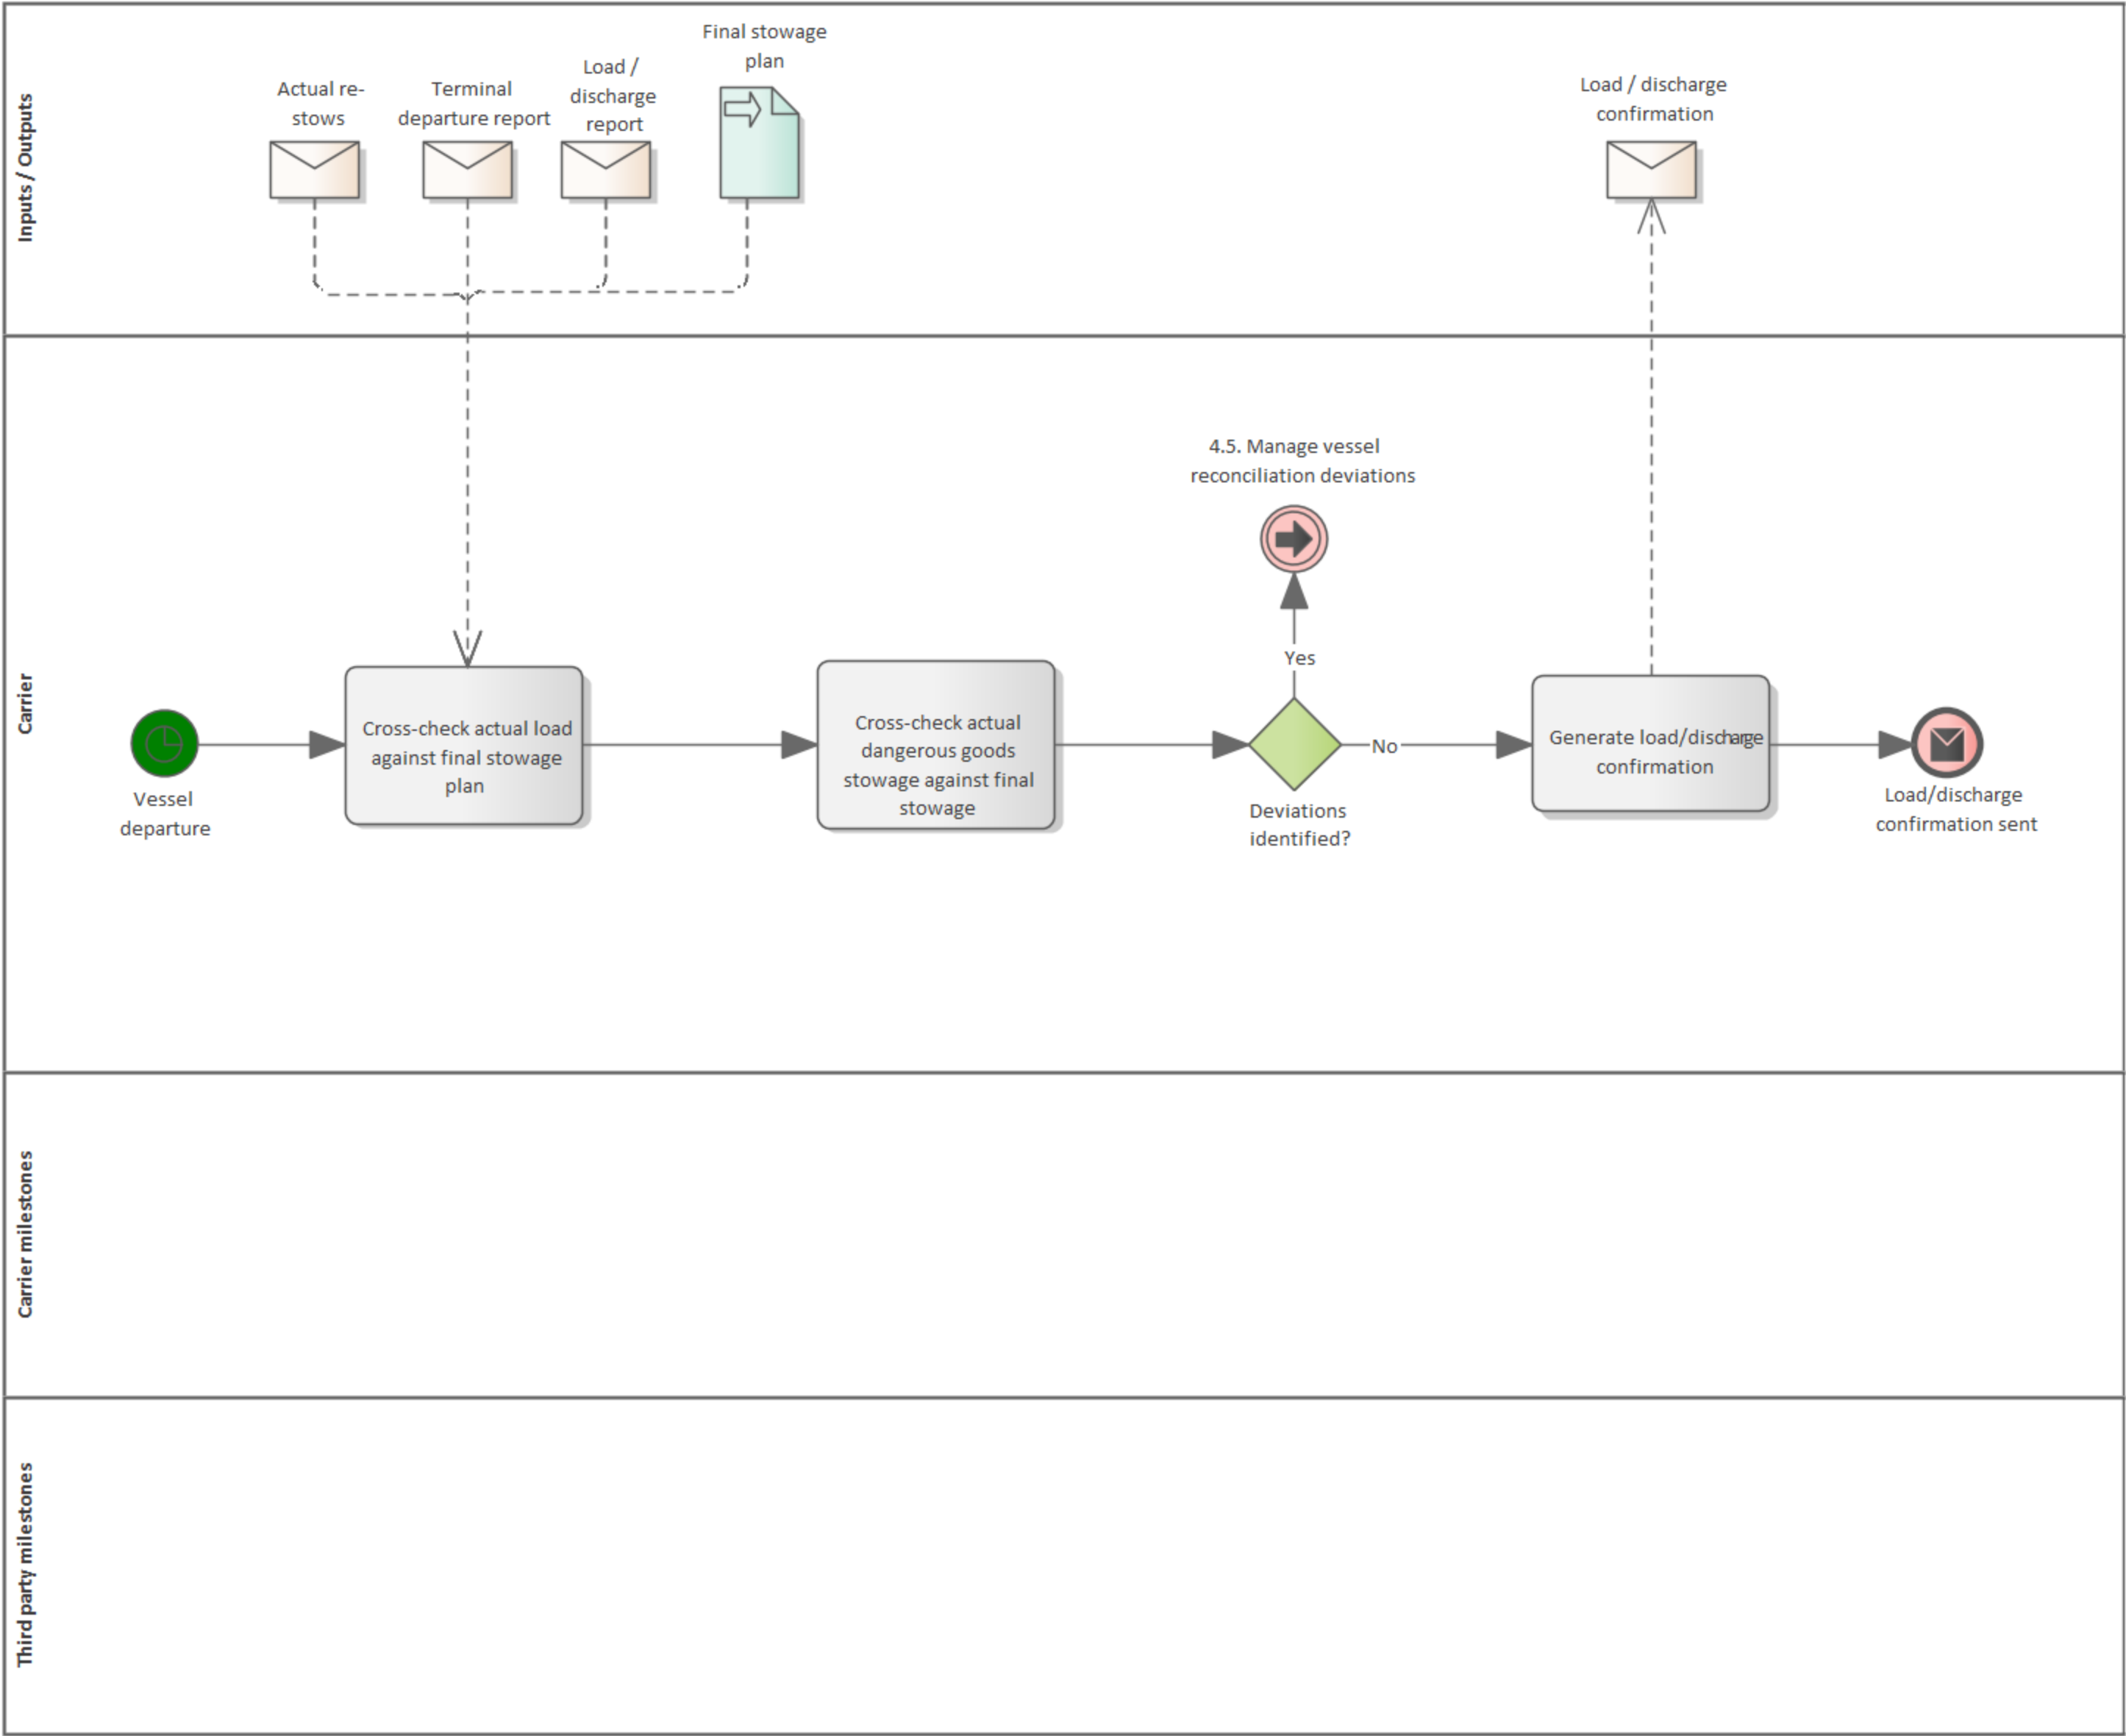 Inputs / Outputs
Actual re-
stows
Terminal
departure report
Load /
discharge
report
Final stowage
plan
Load / discharge
confirmation
Carrier
Vessel
departure
Cross-check actual load
against final stowage
plan
Cross-check actual
dangerous goods
stowage against final
stowage
4.5. Manage vessel
reconciliation deviations
Yes
Deviations
identified?
No
Generate load/discharge
confirmation
Load/discharge
confirmation sent
Carrier milestones
Third party milestones